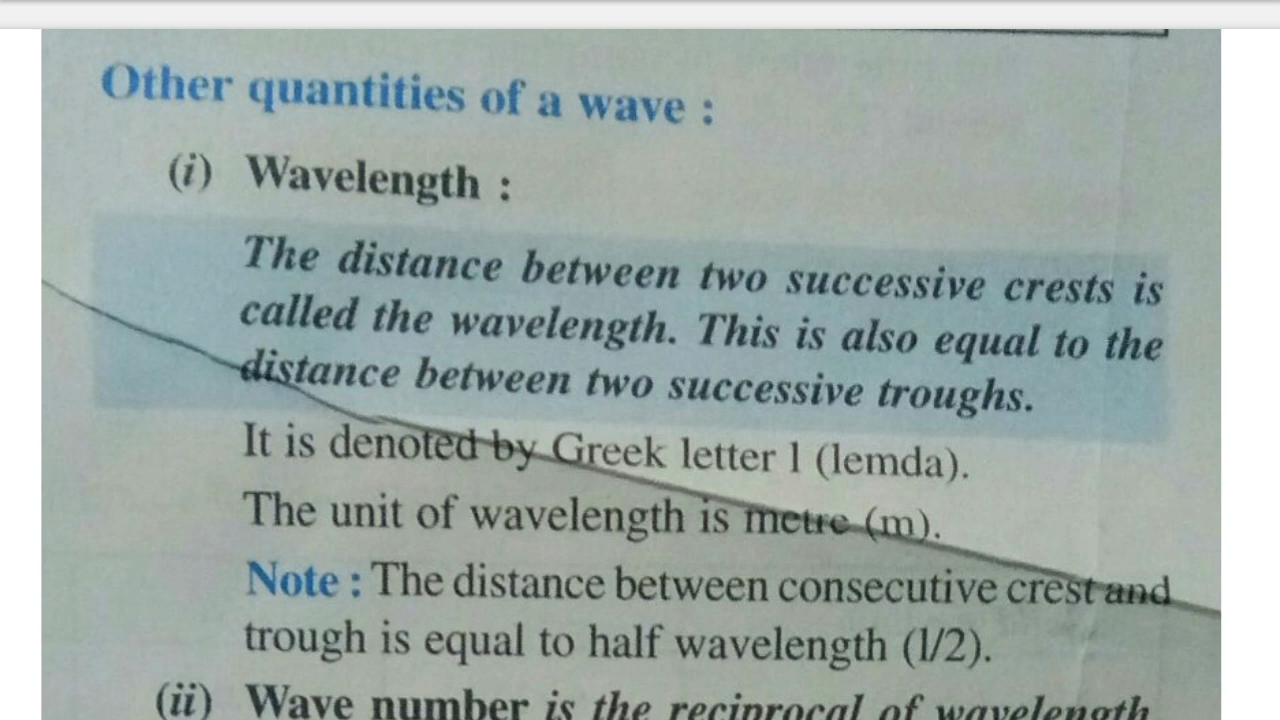 Other quantities of a wave :
(i) Wavelength :
The distance between two successive crests is
called the wavelength. This is also equal to the
distance between two successive troughs.
It is denoted by Greek letter l (lemda).
The unit of wavelength is metre (m).
Note : The distance between consecutive crest and
trough is equal to half wavelength (l/2).
(ii) Wave number is the reciprocal of wavelength